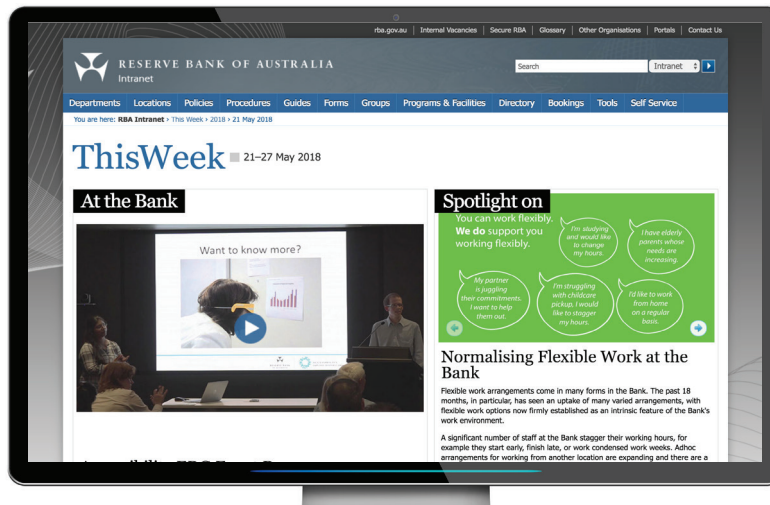 rba.gov.au | Internal Vacancies | Secure RBA | Glossary | Other Organisations | Portals | Contact Us
RESERVE BANK OF AUSTRALIA
Intranet
Search
Intranet
Departments Locations Policies Procedures Guides Forms Groups Programs & Facilities Directory Bookings Tools Self Service
You are here: RBA Intranet › This Week › 2018 › 21 May 2018
ThisWeek 21–27 May 2018
At the Bank
Want to know more?
Spotlight on
You can work flexibly.
We do support you
working flexibly.
I'm studying
and would like
to change
my hours.
I have elderly
parents whose
needs are
increasing.
My partner
is juggling
their commitments.
I want to help
them out.
I'm struggling
with childcare
pickup, I would
like to stagger
my hours.
I'd like to work
from home
on a regular
basis.
Normalising Flexible Work at the
Bank
Flexible work arrangements come in many forms in the Bank. The past 18
months, in particular, has seen an uptake of many varied arrangements, with
flexible work options now firmly established as an intrinsic feature of the Bank's
work environment.
A significant number of staff at the Bank stagger their working hours, for
example they start early, finish late, or work condensed work weeks. Adhoc
arrangements for working from another location are expanding and there are a